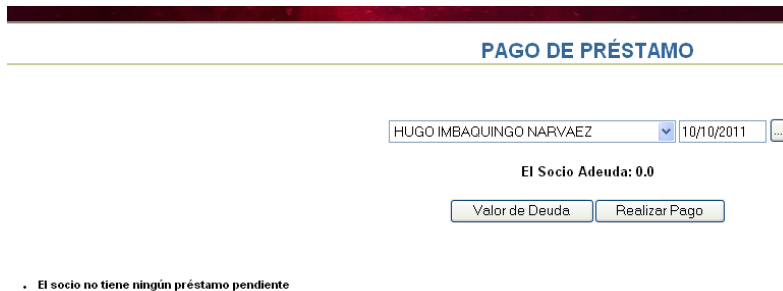 PAGO DE PRÉSTAMO
HUGO IMBAQUINGO NARVAEZ 10/10/2011 ...
El Socio Adeuda: 0.0
Valor de Deuda Realizar Pago
• El socio no tiene ningún préstamo pendiente